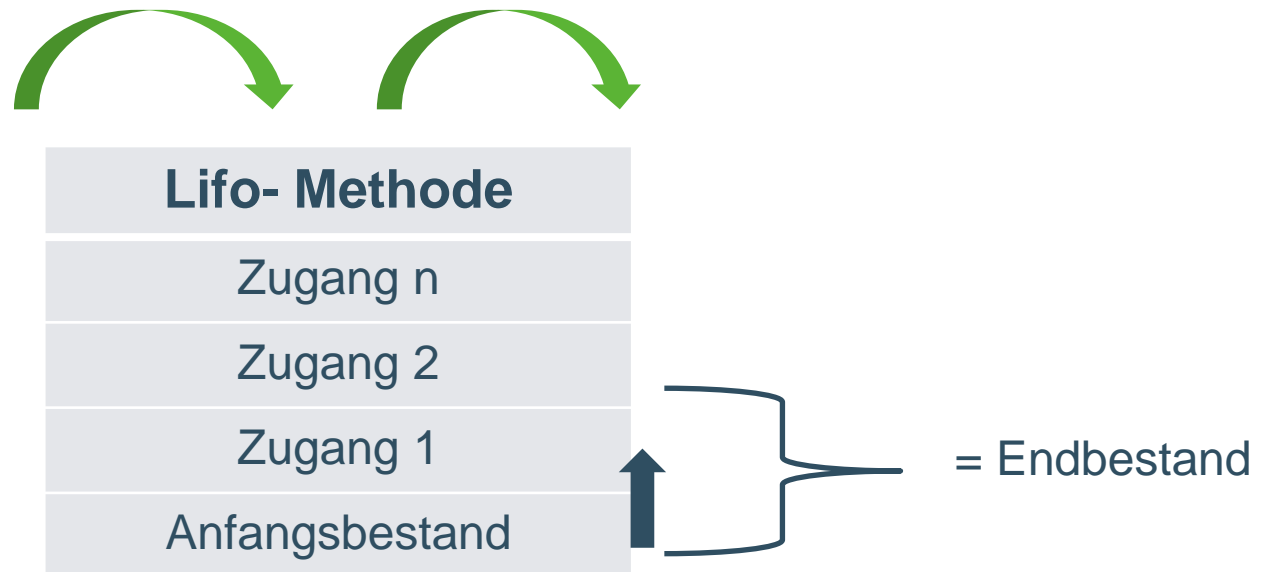 Lifo- Methode
Zugang n
Zugang 2
Zugang 1
= Endbestand
Anfangsbestand